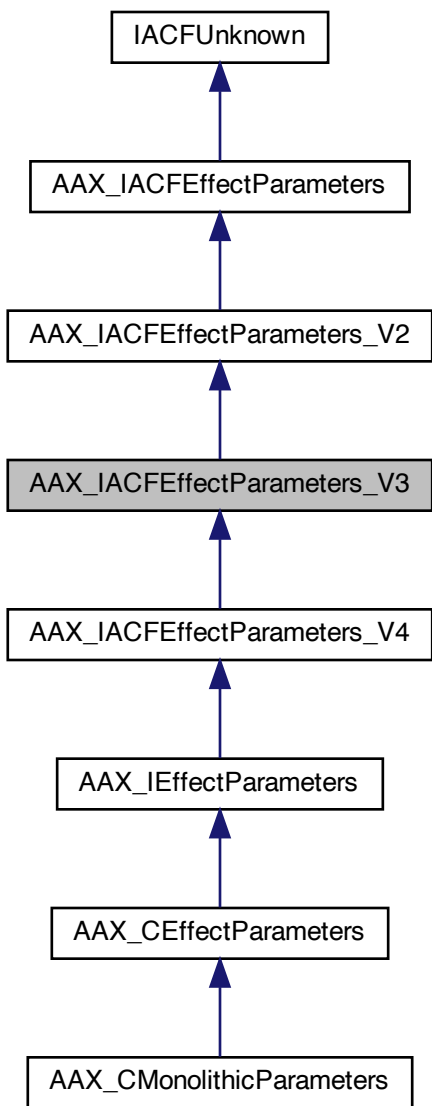 IACFUnknown
AAX_IACFEffectParameters
AAX_IACFEffectParameters_V2
AAX_IACFEffectParameters_V3
AAX_IACFEffectParameters_V4
AAX_IEffectParameters
AAX_CEffectParameters
AAX_CMonolithicParameters